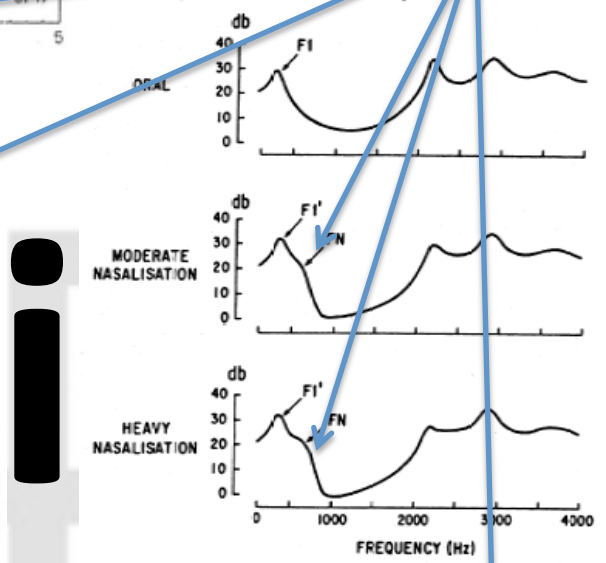 5
db
40
30
20
10
0
ORAL
F1
db
40
30
20
10
0
MODERATE
NASALISATION
F1'
FN
db
40
30
20
10
0
HEAVY
NASALISATION
F1'
FN
0 1000 2000 3000 4000
FREQUENCY (Hz)